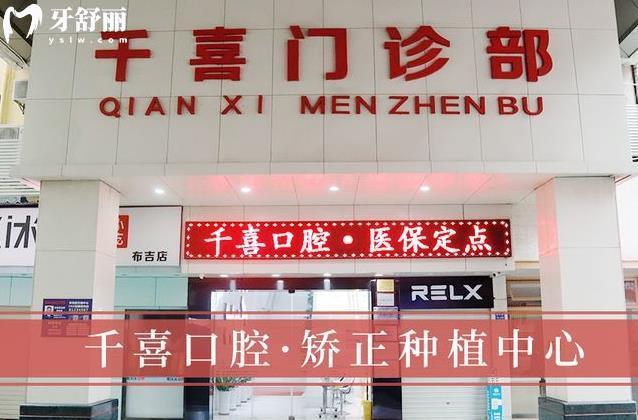 牙舒丽
yslw.com
千喜门诊部
QIAN XI MEN ZHEN BU
千喜口腔·医保定点
布吉店
RELX
千喜口腔·矫正种植中心